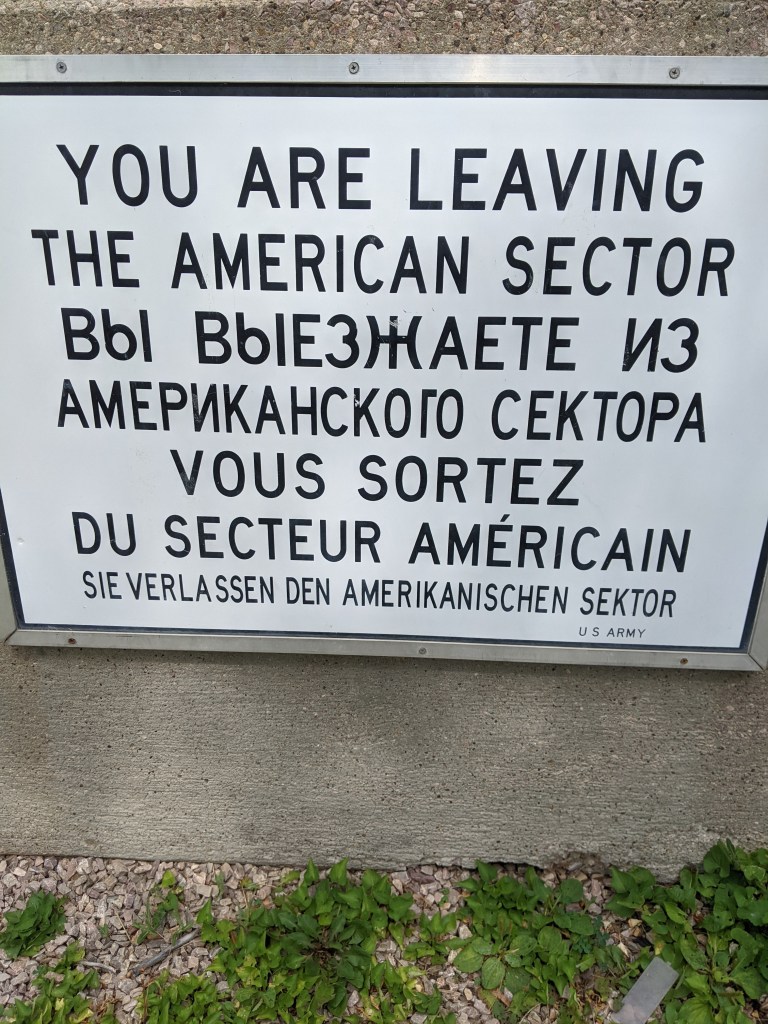 YOU ARE LEAVING
THE AMERICAN SECTOR
ВЫ ВЫЕЗЖАЕТЕ ИЗ
АМЕРИКАНСКОГО СЕКТОРА
VOUS SORTEZ
DU SECTEUR AMÉRICAIN
SIE VERLASSEN DEN AMERIKANISCHEN SEKTOR
US ARMY